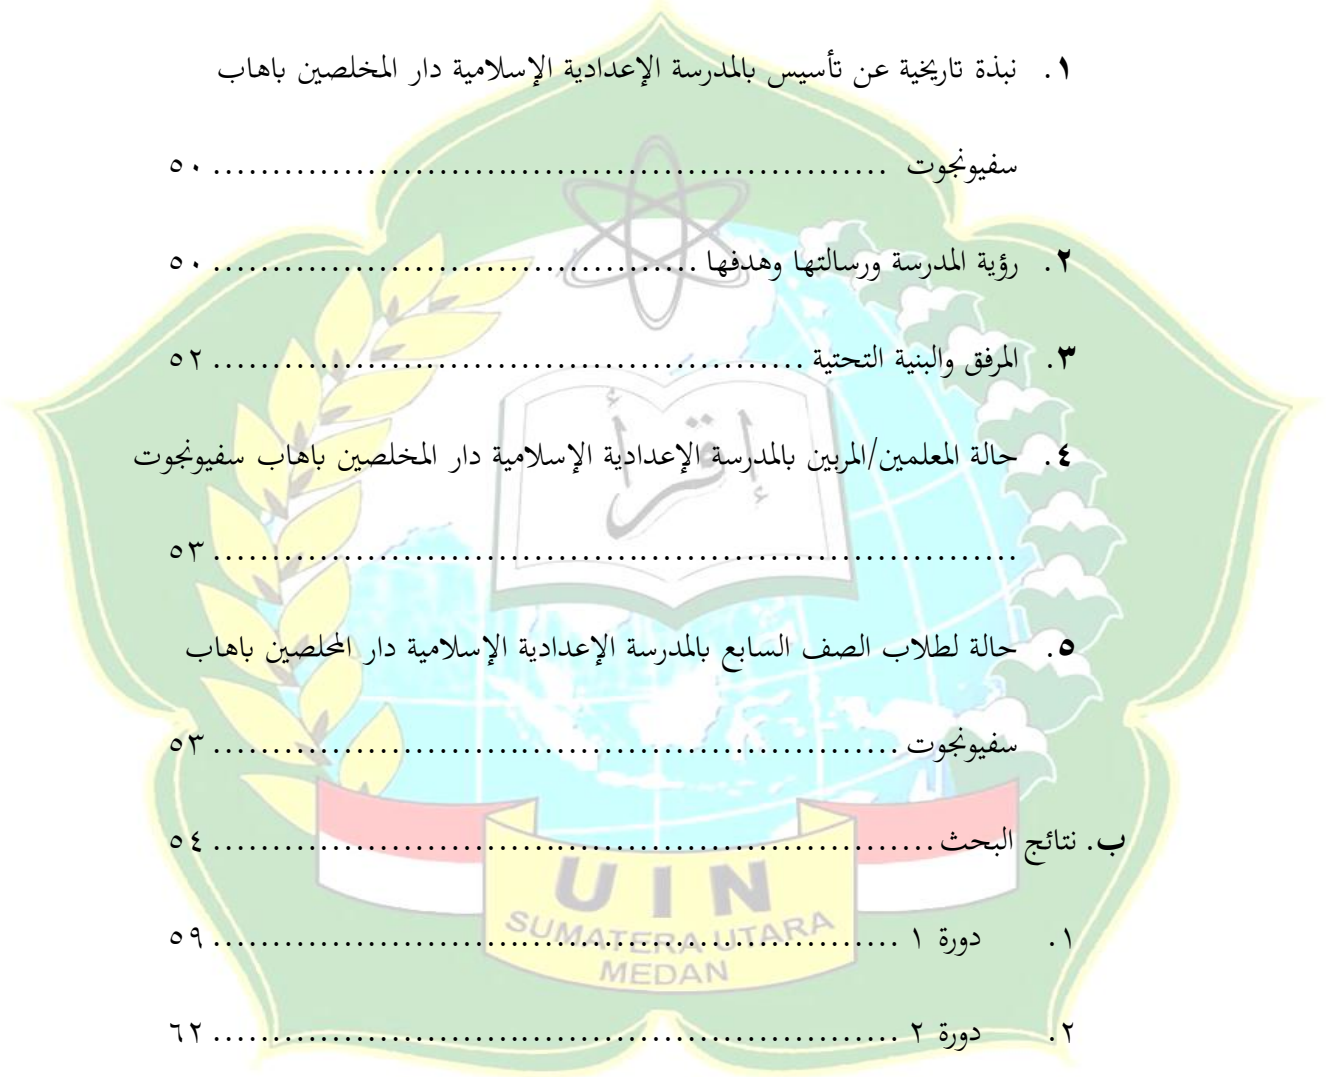 ١. نبذة تاريخية عن تأسيس بالمدرسة الإعدادية الإسلامية دار المخلصين باهاب
سفيونجوت ........................................................ ٥٠
٢. رؤية المدرسة ورسالتها وهدفها ......................................... ٥٠
٣. المرفق والبنية التحتية .................................................. ٥٢
٤. حالة المعلمين/المربين بالمدرسة الإعدادية الإسلامية دار المخلصين باهاب سفيونجوت
................................................................... ٥٣
إقرأ
٥. حالة لطلاب الصف السابع بالمدرسة الإعدادية الإسلامية دار المخلصين باهاب
سفيونجوت ......................................................... ٥٣
ب. نتائج البحث ............................................................ ٥٤
UIN
١. دورة ١ ......................................................... ٥٩
SUMATERA UTARA
MEDAN
٢. دورة ٢ ......................................................... ٦٢